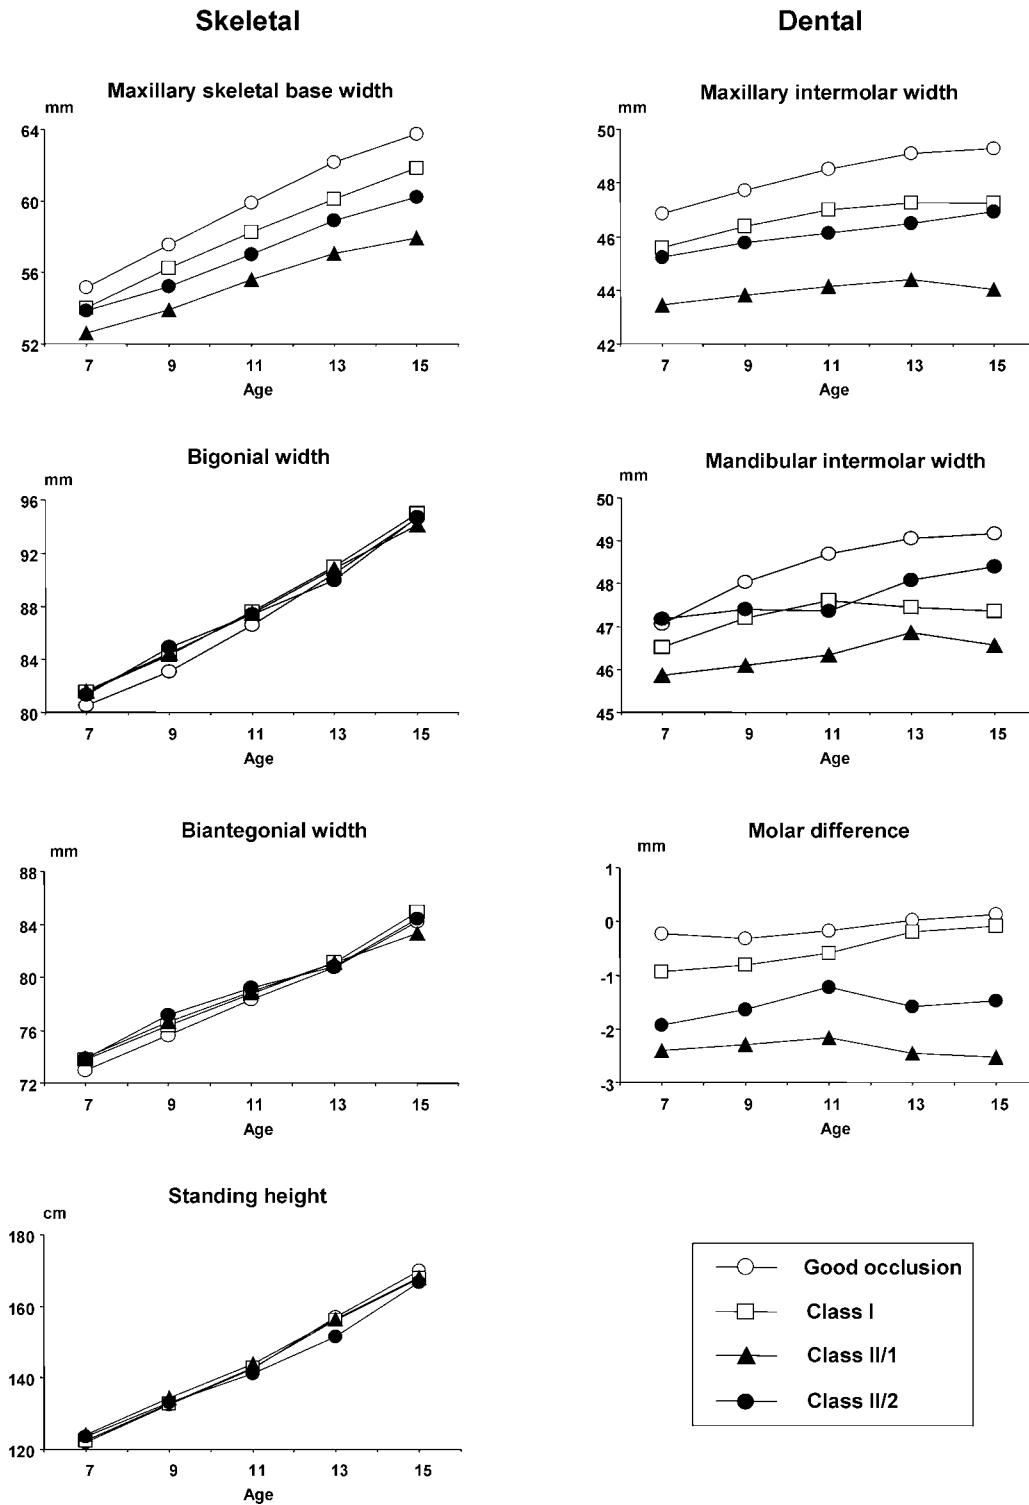 Skeletal
Dental
Maxillary skeletal base width
mm
64
60
56
52
7 9 11 13 15
Age
Maxillary intermolar width
mm
50
48
46
44
42
7 9 11 13 15
Age
Bigonial width
mm
96
92
88
84
80
7 9 11 13 15
Age
Mandibular intermolar width
mm
50
49
48
47
46
45
7 9 11 13 15
Age
Biantegonial width
mm
88
84
80
76
72
7 9 11 13 15
Age
Molar difference
mm
1
0
-1
-2
-3
7 9 11 13 15
Age
Standing height
cm
180
160
140
120
7 9 11 13 15
Age
Good occlusion
Class I
Class II/1
Class II/2